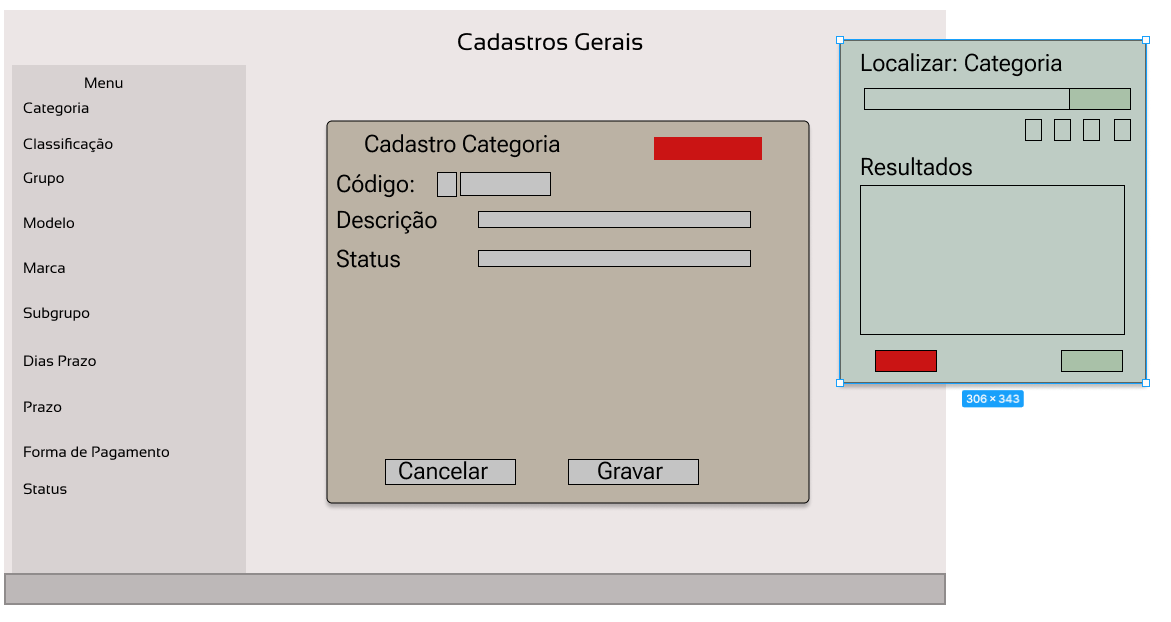 Cadastros Gerais
Menu
Categoria
Classificação
Grupo
Modelo
Marca
Subgrupo
Dias Prazo
Prazo
Forma de Pagamento
Status
Cadastro Categoria
Código:
Descrição
Status
Cancelar
Gravar
Localizar: Categoria
Resultados
306 × 343